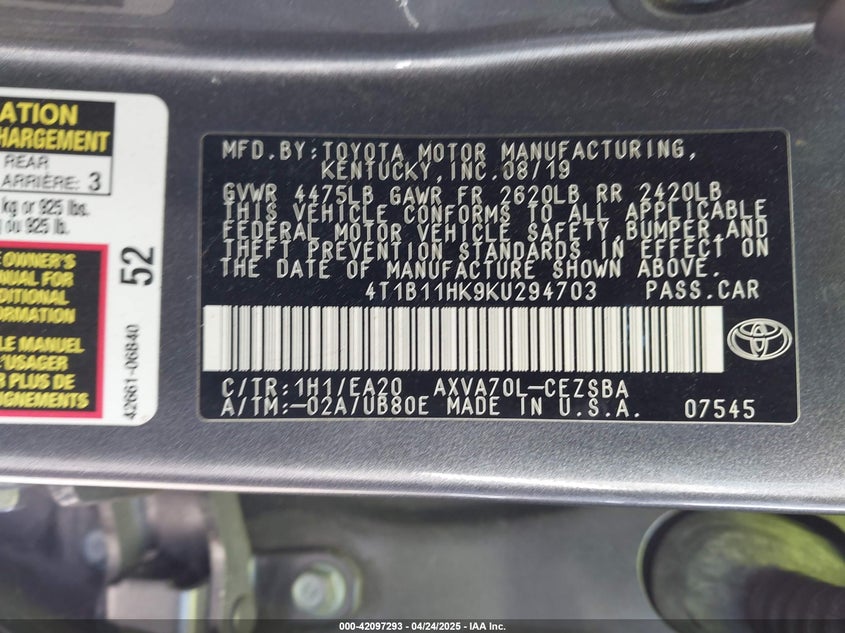 ATION
HARGEMENT
REAR
ARRIÈRE: 3
kg or 925 lbs.
ou 925 lb.
OWNER'S
NUAL FOR
DITIONAL
ORMATION
LE MANUEL
L'USAGER
R PLUS DE
EIGNEMENTS
52
42661-06B40
MFD.BY:TOYOTA MOTOR MANUFACTURING,
KENTUCKY,INC.08/19
GVWR 4475LB GAWR FR 2620LB RR 2420LB
THIS VEHICLE CONFORMS TO ALL APPLICABLE
FEDERAL MOTOR VEHICLE SAFETY,BUMPER,AND
THEFT PREVENTION STANDARDS IN EFFECT ON
THE DATE OF MANUFACTURE SHOWN ABOVE.
4T1B11HK9KU294703 PASS.CAR
C/TR:1H1/EA20 AXVA70L-CEZSBA
A/TM:-02A/UB80E MADE IN U.S.A. 07545
000-42097293 | 04/24/2025 - IAA Inc.